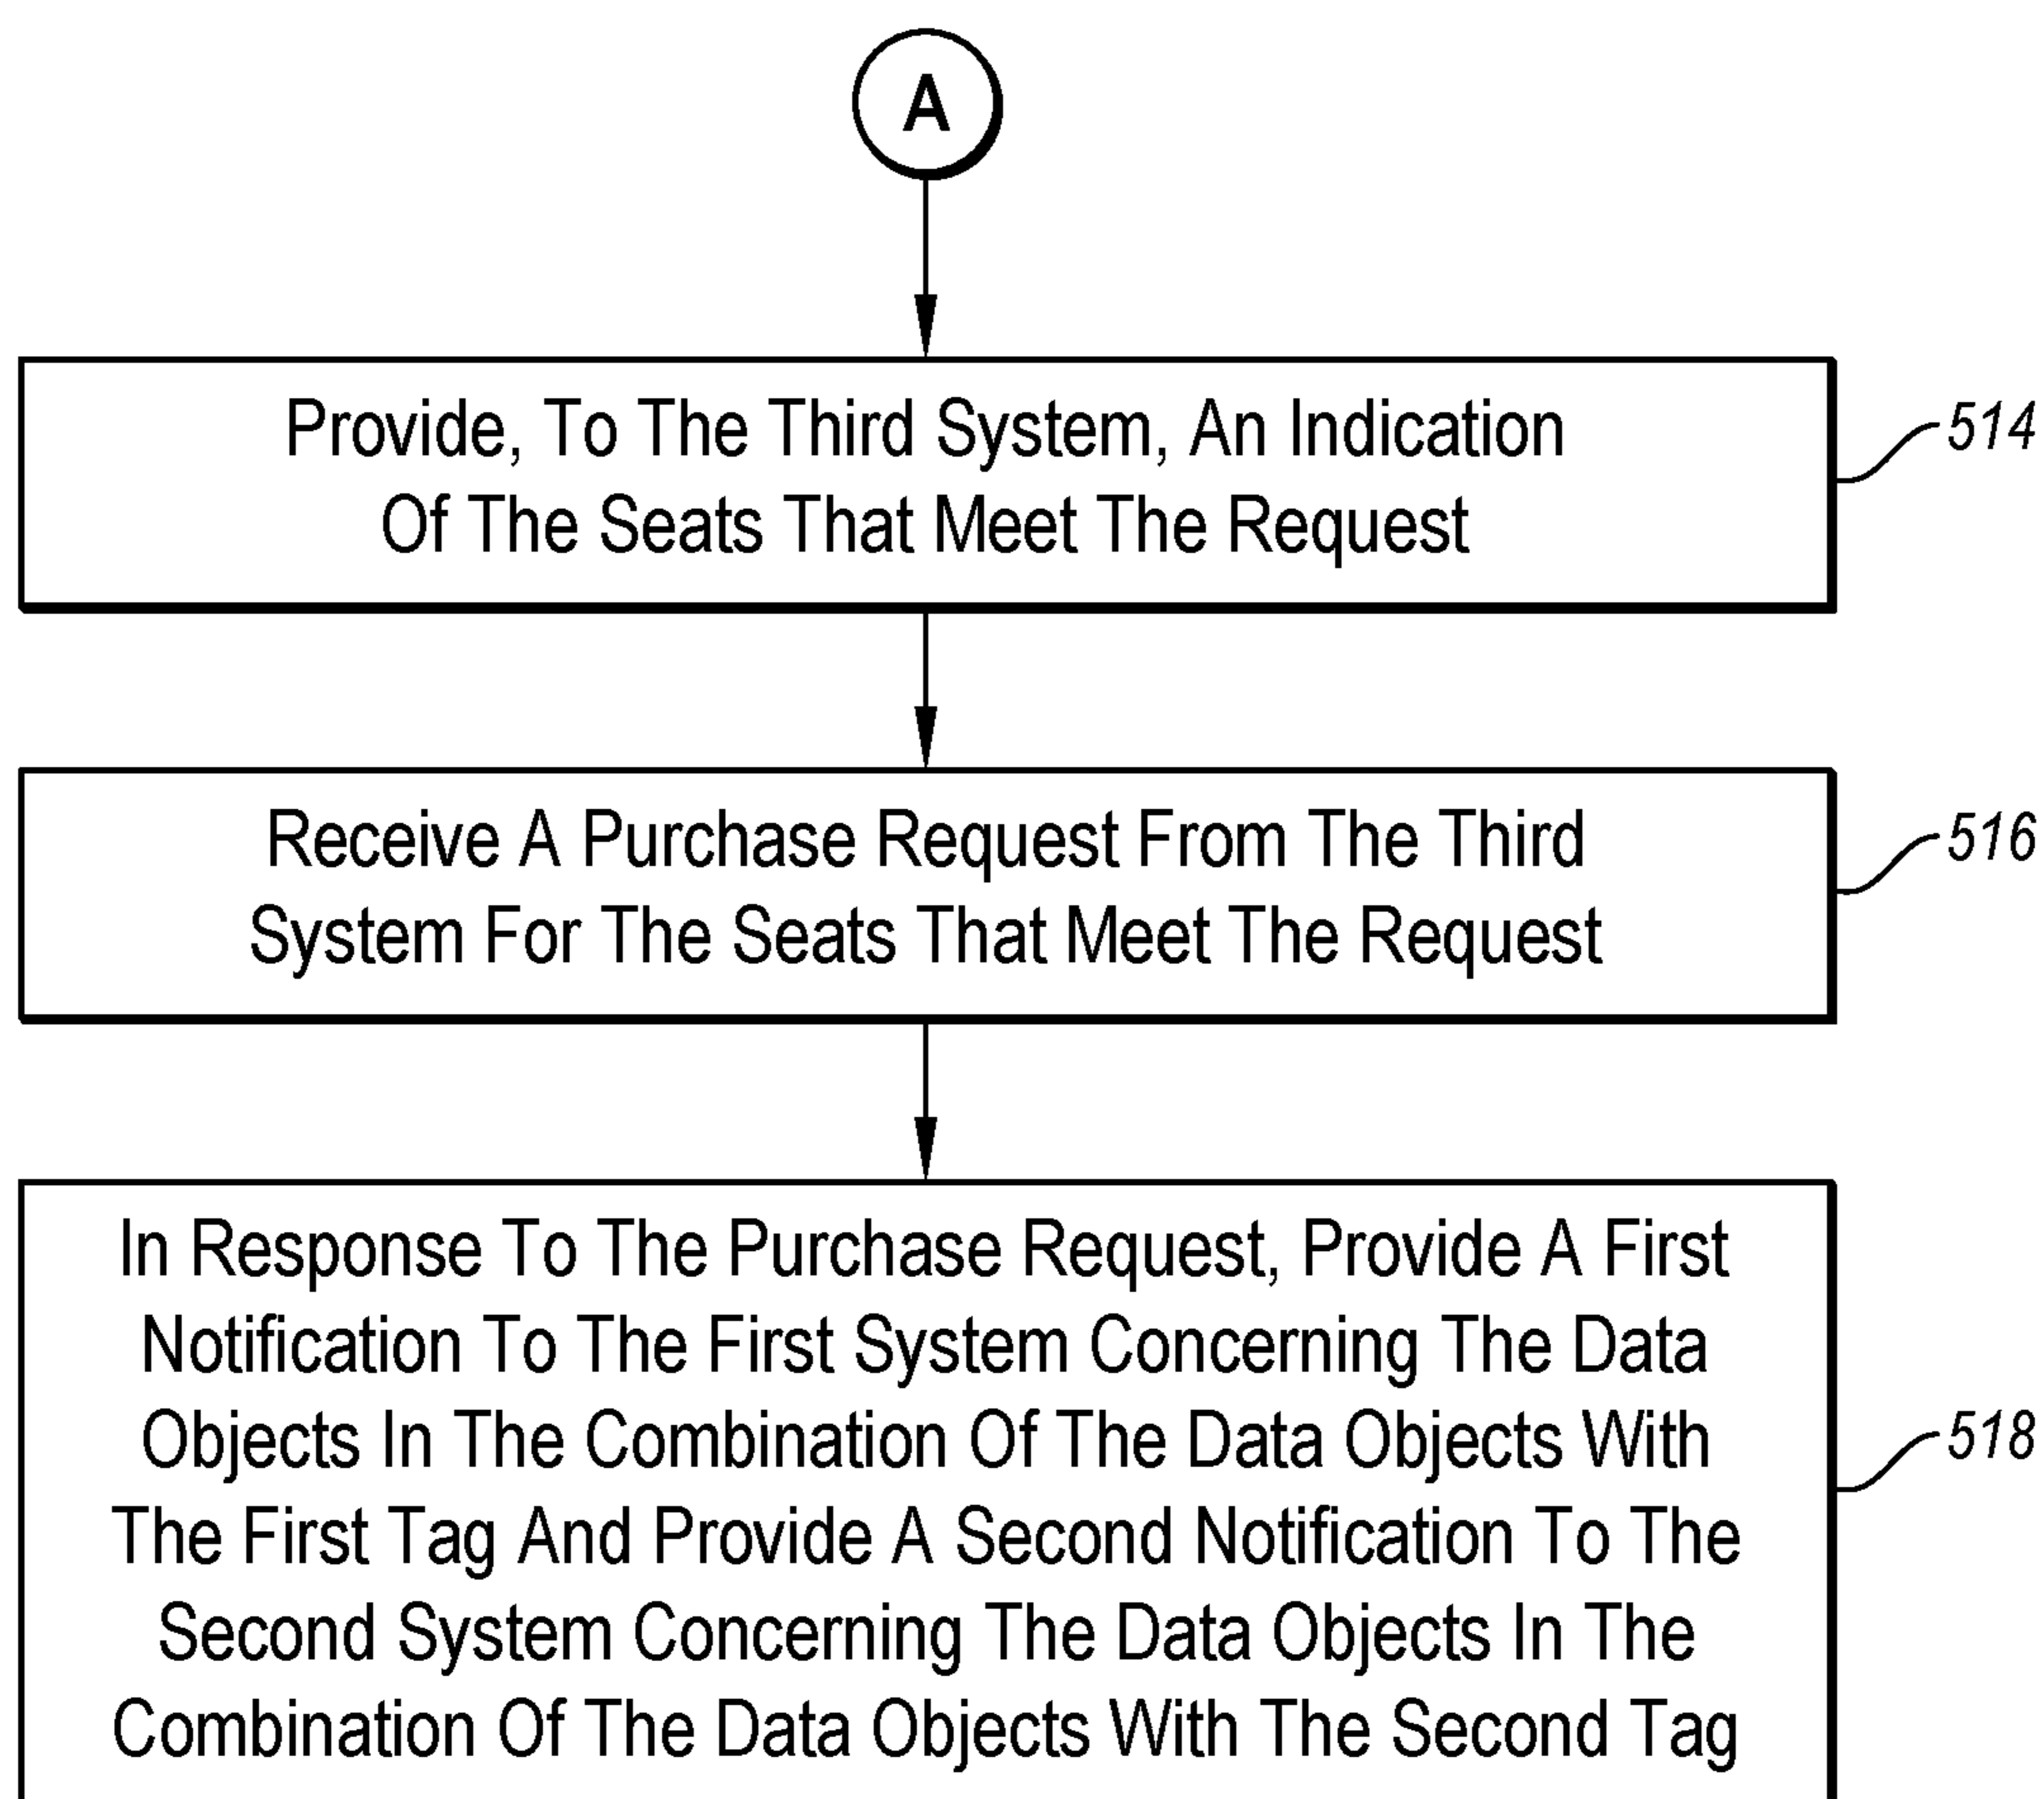 A
Provide, To The Third System, An Indication
Of The Seats That Meet The Request
514
Receive A Purchase Request From The Third
System For The Seats That Meet The Request
516
In Response To The Purchase Request, Provide A First
Notification To The First System Concerning The Data
Objects In The Combination Of The Data Objects With
The First Tag And Provide A Second Notification To The
Second System Concerning The Data Objects In The
Combination Of The Data Objects With The Second Tag
518